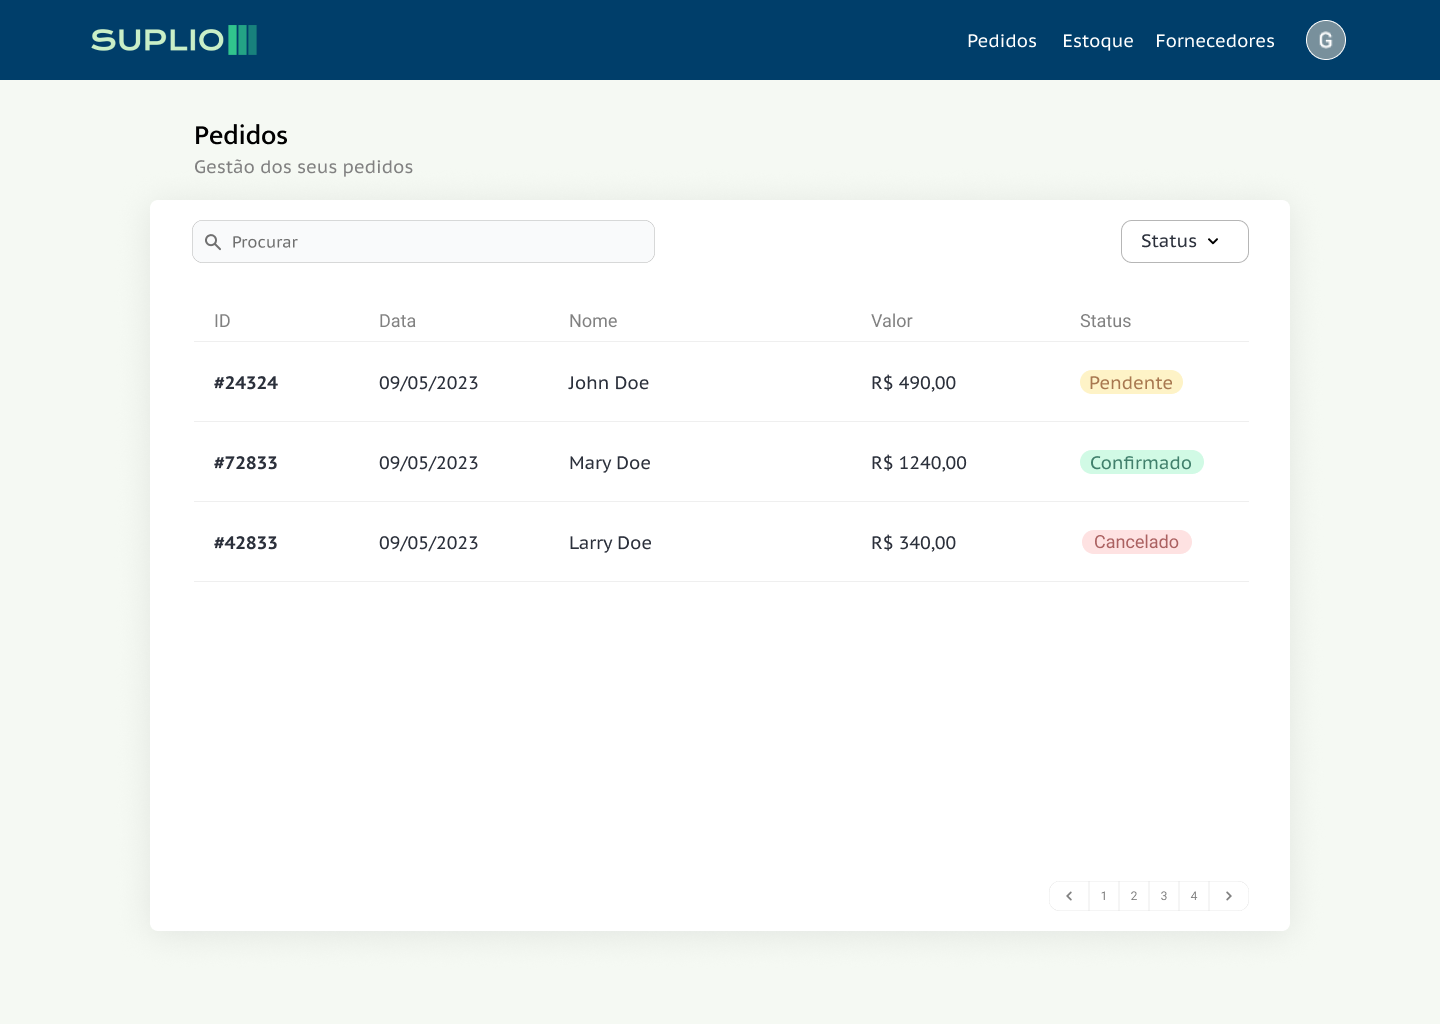 SUPLIO Pedidos Estoque Fornecedores G
Pedidos
Gestão dos seus pedidos
Procurar Status
ID Data Nome Valor Status
#24324 09/05/2023 John Doe R$ 490,00 Pendente
#72833 09/05/2023 Mary Doe R$ 1240,00 Confirmado
#42833 09/05/2023 Larry Doe R$ 340,00 Cancelado
1 2 3 4